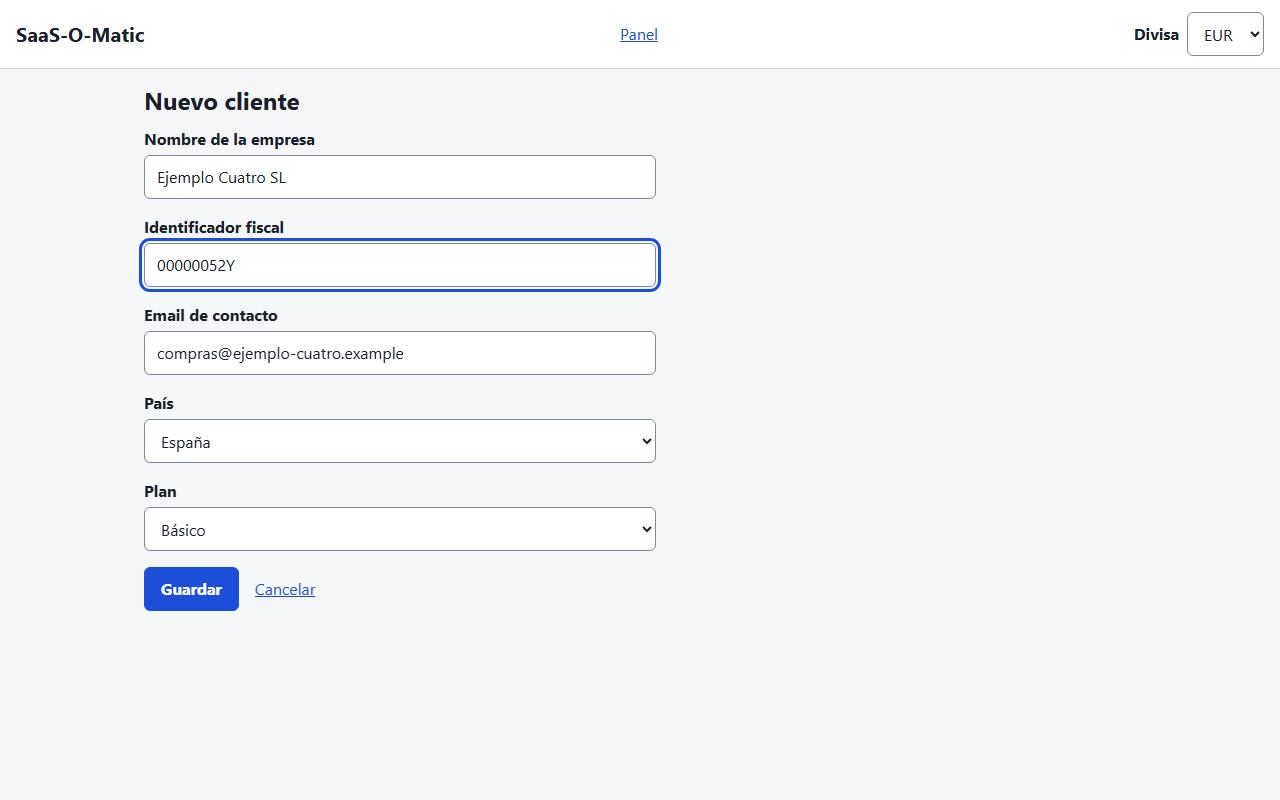 SaaS-O-Matic
Panel
Divisa
EUR
Nuevo cliente
Nombre de la empresa
Ejemplo Cuatro SL
Identificador fiscal
00000052Y
Email de contacto
compras@ejemplo-cuatro.example
País
España
Plan
Básico
Guardar
Cancelar